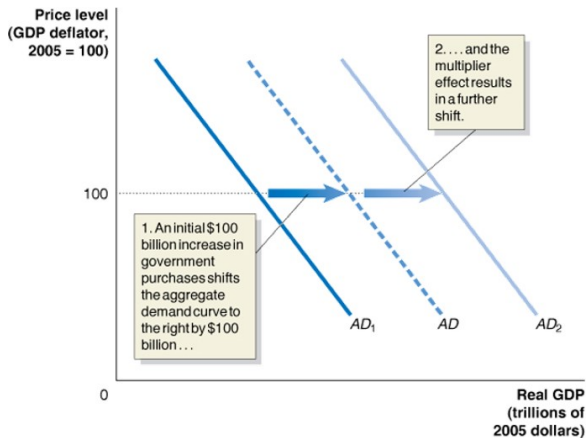 Price level
(GDP deflator,
2005 = 100)
2. . . . and the
multiplier
effect results
in a further
shift.
100
1. An initial $100
billion increase in
government
purchases shifts
the aggregate
demand curve to
the right by $100
billion . . .
AD1
AD
AD2
0
Real GDP
(trillions of
2005 dollars)